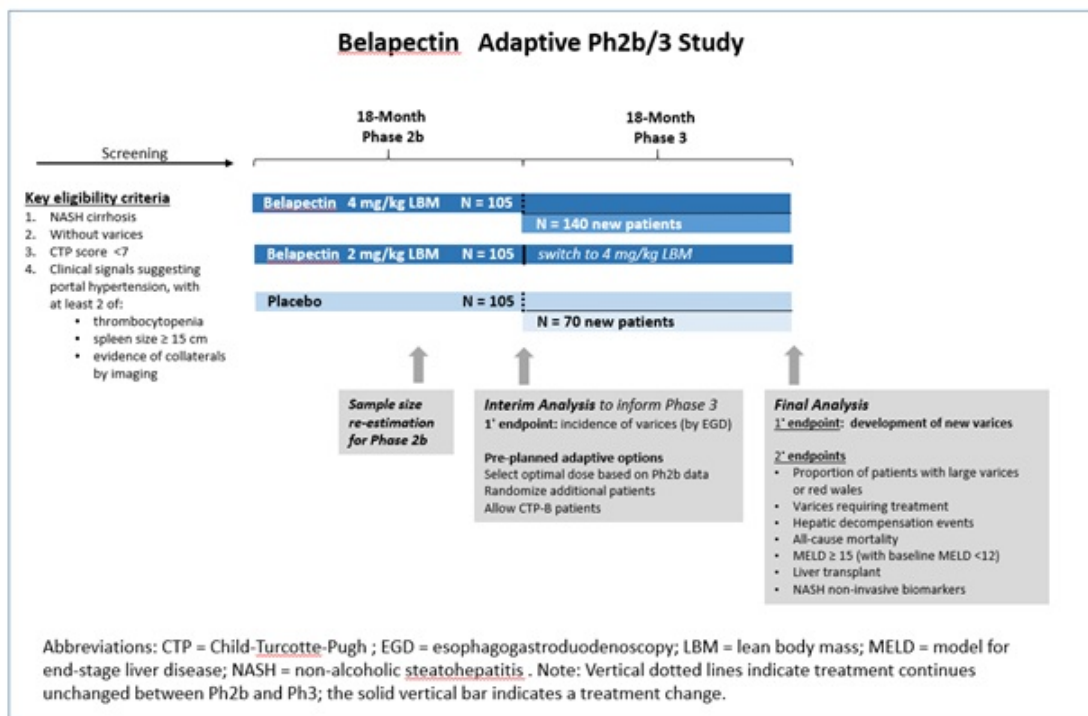 Belapectin Adaptive Ph2b/3 Study
18-Month
Phase 2b
18-Month
Phase 3
Screening
Key eligibility criteria
1. NASH cirrhosis
2. Without varices
3. CTP score <7
4. Clinical signals suggesting
portal hypertension, with
at least 2 of:
• thrombocytopenia
• spleen size ≥ 15 cm
• evidence of collaterals
by imaging
Belapectin 4 mg/kg LBM N = 105
N = 140 new patients
Belapectin 2 mg/kg LBM N = 105
switch to 4 mg/kg LBM
Placebo N = 105
N = 70 new patients
Sample size
re-estimation
for Phase 2b
Interim Analysis to inform Phase 3
1' endpoint: incidence of varices (by EGD)
Pre-planned adaptive options
Select optimal dose based on Ph2b data
Randomize additional patients
Allow CTP-B patients
Final Analysis
1' endpoint: development of new varices
2' endpoints
• Proportion of patients with large varices
or red wales
• Varices requiring treatment
• Hepatic decompensation events
• All-cause mortality
• MELD ≥ 15 (with baseline MELD <12)
• Liver transplant
• NASH non-invasive biomarkers
Abbreviations: CTP = Child-Turcotte-Pugh ; EGD = esophagogastroduodenoscopy; LBM = lean body mass; MELD = model for
end-stage liver disease; NASH = non-alcoholic steatohepatitis . Note: Vertical dotted lines indicate treatment continues
unchanged between Ph2b and Ph3; the solid vertical bar indicates a treatment change.